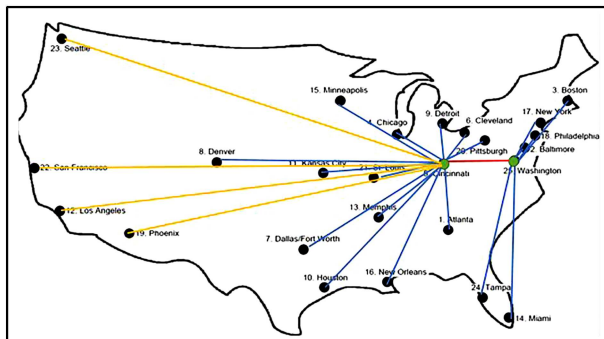 23. Seattle
3. Boston
15. Minneapolis
17. New York
9. Detroit
6. Cleveland
4. Chicago
18. Philadelphia
20. Pittsburgh
2. Baltimore
8. Denver
11. Kansas City
21. St. Louis
22. San Francisco
5. Cincinnati
25. Washington
12. Los Angeles
13. Memphis
1. Atlanta
19. Phoenix
7. Dallas/Fort Worth
16. New Orleans
10. Houston
24. Tampa
14. Miami